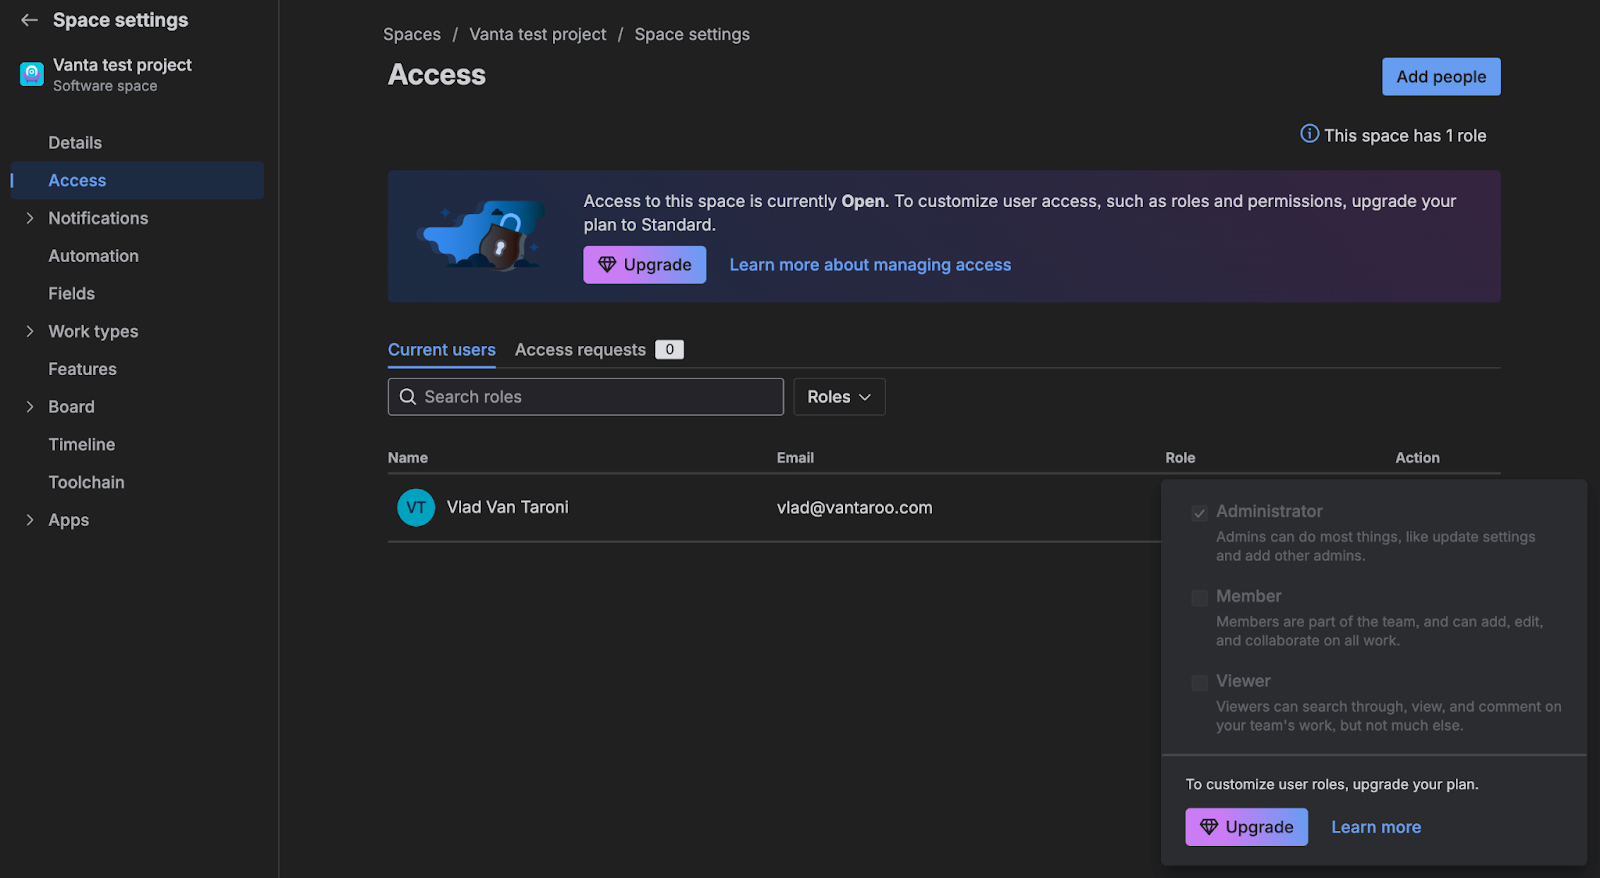 Space settings
Vanta test project
Software space
Details
Access
Notifications
Automation
Fields
Work types
Features
Board
Timeline
Toolchain
Apps
Spaces / Vanta test project / Space settings
Access
Add people
This space has 1 role
Access to this space is currently Open. To customize user access, such as roles and permissions, upgrade your
plan to Standard.
Upgrade Learn more about managing access
Current users Access requests 0
Search roles Roles
Name Email Role Action
VT Vlad Van Taroni vlad@vantaroo.com
Administrator
Admins can do most things, like update settings
and add other admins.
Member
Members are part of the team, and can add, edit,
and collaborate on all work.
Viewer
Viewers can search through, view, and comment on
your team's work, but not much else.
To customize user roles, upgrade your plan.
Upgrade Learn more